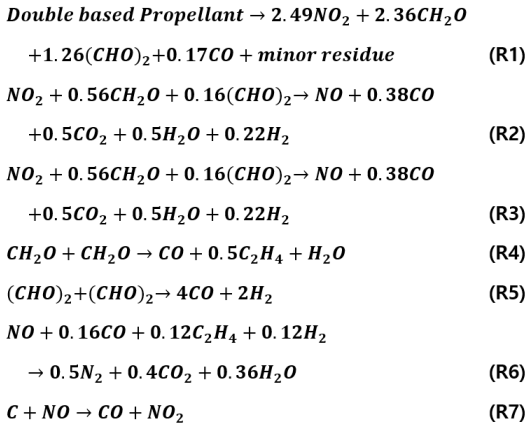 Double based Propellant → 2.49NO₂ + 2.36CH₂O
+1.26(CHO)₂+0.17CO + minor residue (R1)
NO₂ + 0.56CH₂O + 0.16(CHO)₂→ NO + 0.38CO
+0.5CO₂ + 0.5H₂O + 0.22H₂ (R2)
NO₂ + 0.56CH₂O + 0.16(CHO)₂→ NO + 0.38CO
+0.5CO₂ + 0.5H₂O + 0.22H₂ (R3)
CH₂O + CH₂O → CO + 0.5C₂H₄ + H₂O (R4)
(CHO)₂+(CHO)₂→ 4CO + 2H₂ (R5)
NO + 0.16CO + 0.12C₂H₄ + 0.12H₂
→ 0.5N₂ + 0.4CO₂ + 0.36H₂O (R6)
C + NO → CO + NO₂ (R7)